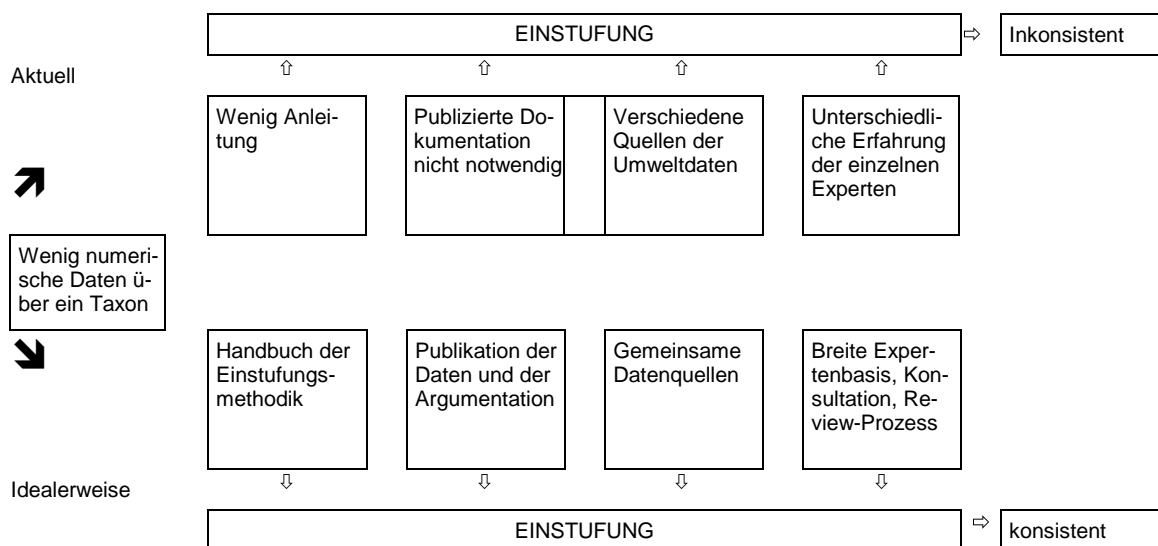 EINSTUFUNG
⇨
Inkonsistent
Aktuell
⇧ ⇧ ⇧ ⇧
Wenig Anlei-
tung
Publizierte Do-
kumentation
nicht notwendig
Verschiedene
Quellen der
Umweltdaten
Unterschiedli-
che Erfahrung
der einzelnen
Experten
Wenig numeri-
sche Daten ü-
ber ein Taxon
Handbuch der
Einstufungs-
methodik
Publikation der
Daten und der
Argumentation
Gemeinsame
Datenquellen
Breite Exper-
tenbasis, Kon-
sultation, Re-
view-Prozess
Idealerweise
⇩ ⇩ ⇩ ⇩
EINSTUFUNG
⇨
konsistent